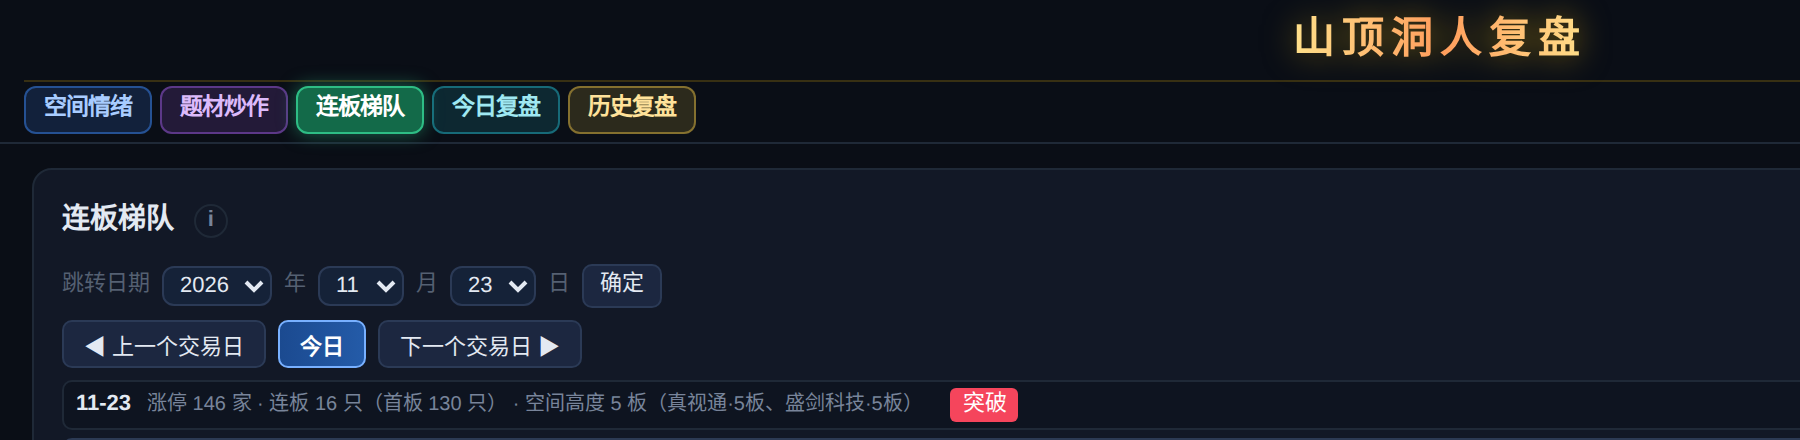 山顶洞人复盘
空间情绪 题材炒作 连板梯队 今日复盘 历史复盘
连板梯队 i
跳转日期 2026 年 11 月 23 日 确定
◀ 上一个交易日 今日 下一个交易日 ▶
11-23 涨停 146 家 · 连板 16 只（首板 130 只） · 空间高度 5 板（真视通·5板、盛剑科技·5板） 突破